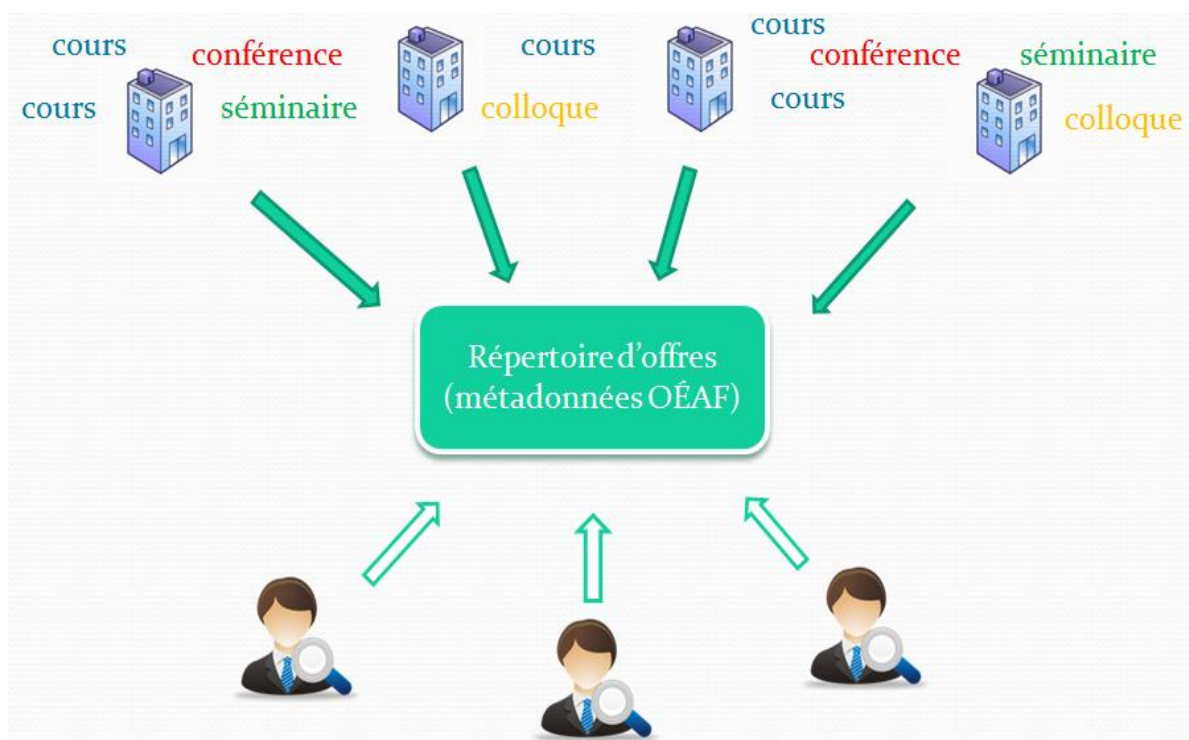 cours
conférence
cours
séminaire
cours
colloque
cours
cours
conférence
séminaire
colloque
Répertoire d'offres
(métadonnées OÉAF)